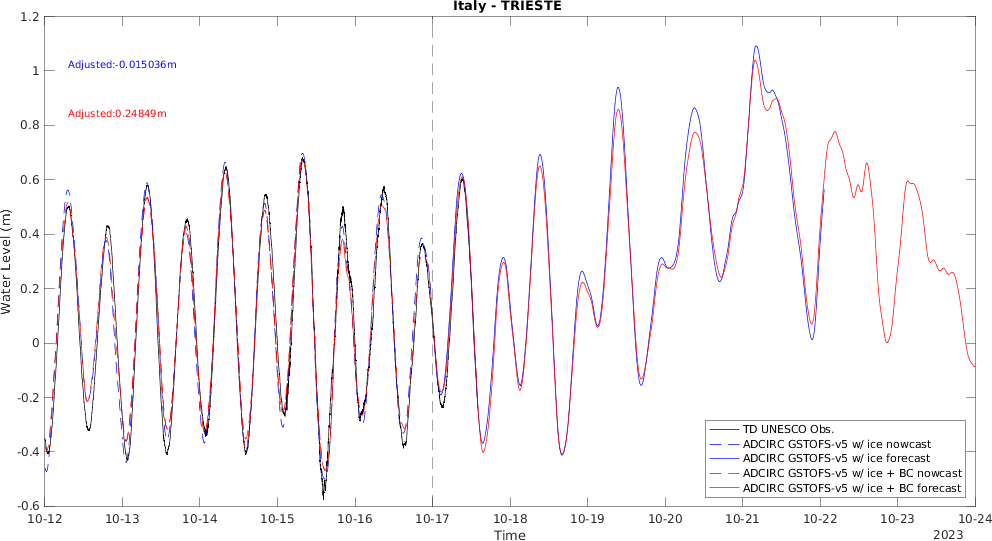 Italy - TRIESTE
1.2
1
0.8
0.6
0.4
0.2
0
-0.2
-0.4
-0.6
Water Level (m)
Adjusted:-0.015036m
Adjusted:0.24849m
TD UNESCO Obs.
ADCIRC GSTOFS-v5 w/ ice nowcast
ADCIRC GSTOFS-v5 w/ ice forecast
ADCIRC GSTOFS-v5 w/ ice + BC nowcast
ADCIRC GSTOFS-v5 w/ ice + BC forecast
10-12 10-13 10-14 10-15 10-16 10-17 10-18 10-19 10-20 10-21 10-22 10-23 10-24
Time
2023